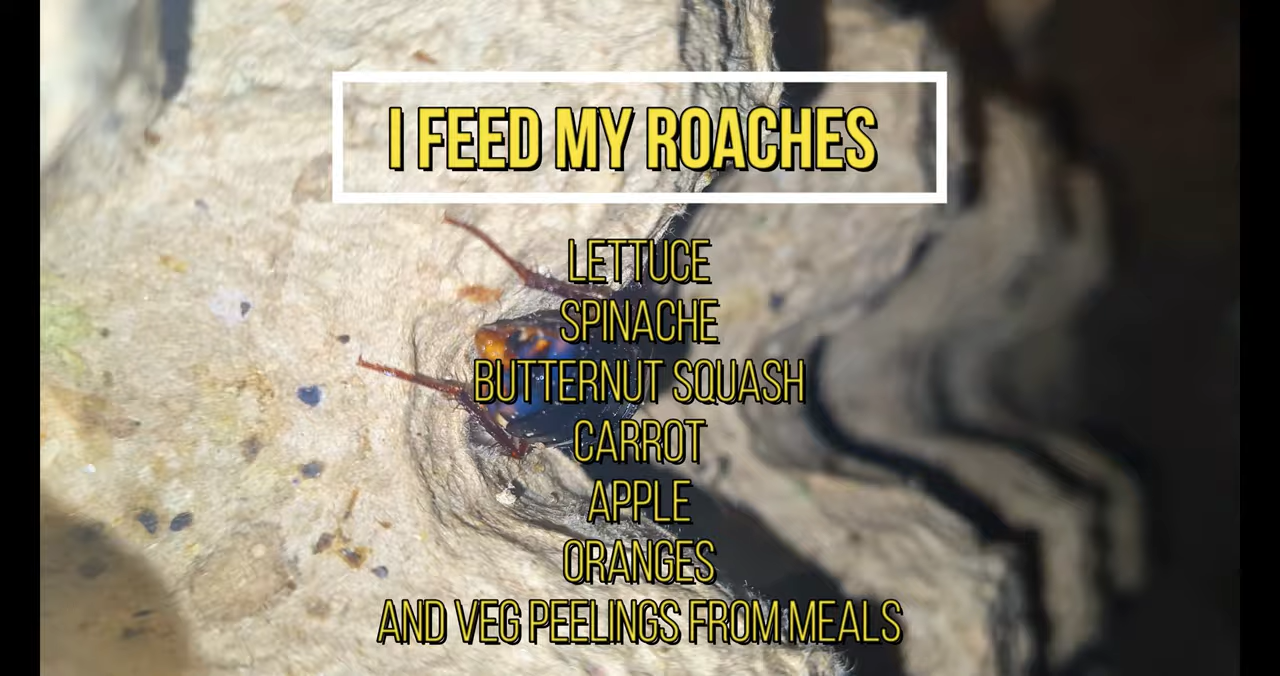 I FEED MY ROACHES
LETTUCE
SPINACHE
BUTTERNUT SQUASH
CARROT
APPLE
ORANGES
AND VEG PEELINGS FROM MEALS